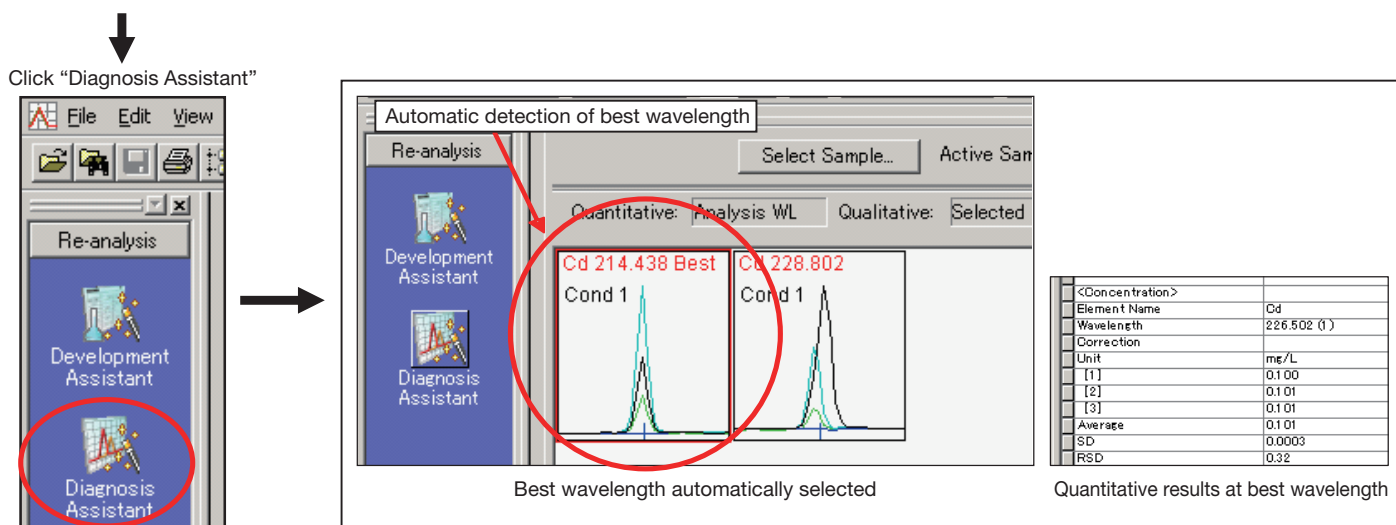 Click “Diagnosis Assistant”
File Edit View
Re-analysis
Development
Assistant
Diagnosis
Assistant
Automatic detection of best wavelength
Re-analysis
Select Sample...
Active Sam
Quantitative: Analysis WL Qualitative: Selected
Development
Assistant
Diagnosis
Assistant
Cd 214.438 Best
Cond 1
Cd 228.802
Cond 1
Best wavelength automatically selected
<Concentration>
Element Name Cd
Wavelength 226.502 (1)
Correction
Unit mg/L
[1] 0.100
[2] 0.101
[3] 0.101
Average 0.101
SD 0.0003
RSD 0.32
Quantitative results at best wavelength